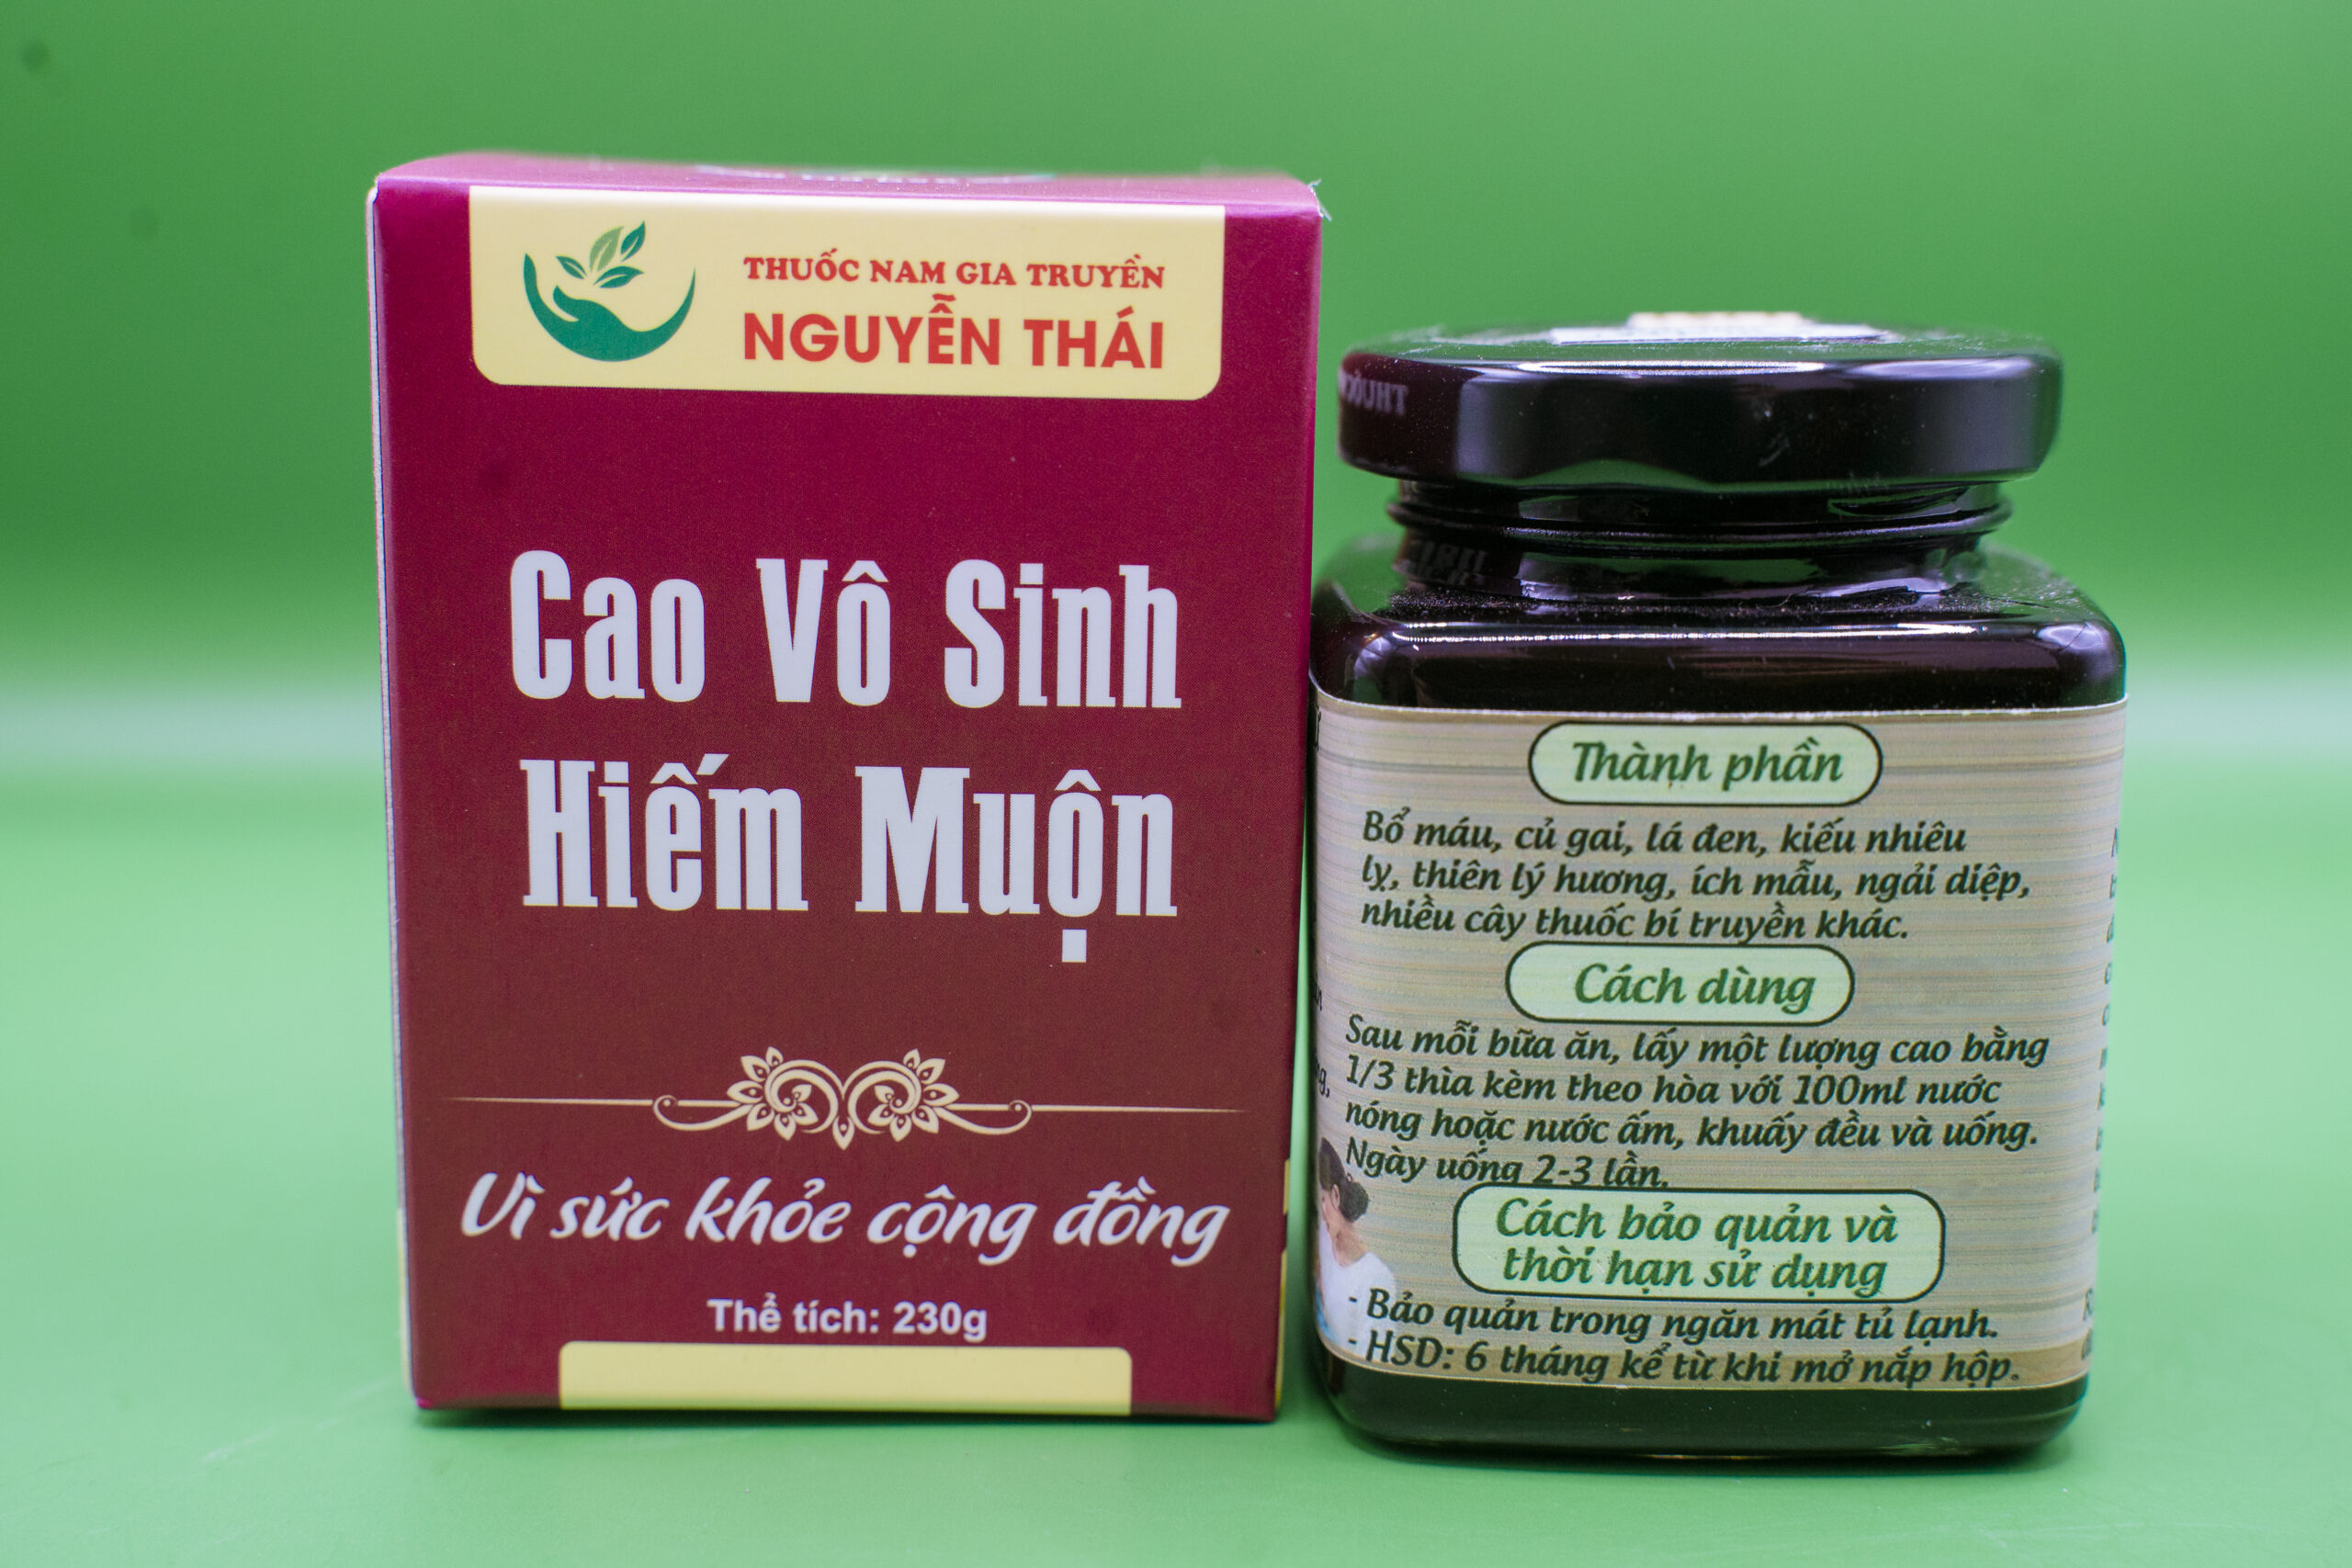 THUỐC NAM GIA TRUYỀN
NGUYỄN THÁI
Cao Vô Sinh
Hiếm Muộn
Vì sức khỏe cộng đồng
Thể tích: 230g
Thành phần
Bổ máu, củ gai, lá đen, kiếu nhiêu
lỵ, thiên lý hương, ích mẫu, ngải diệp,
nhiều cây thuốc bí truyền khác.
Cách dùng
Sau mỗi bữa ăn, lấy một lượng cao bằng
1/3 thìa kèm theo hòa với 100ml nước
nóng hoặc nước ấm, khuấy đều và uống.
Ngày uống 2-3 lần.
Cách bảo quản và
thời hạn sử dụng
- Bảo quản trong ngăn mát tủ lạnh.
- HSD: 6 tháng kể từ khi mở nắp hộp.